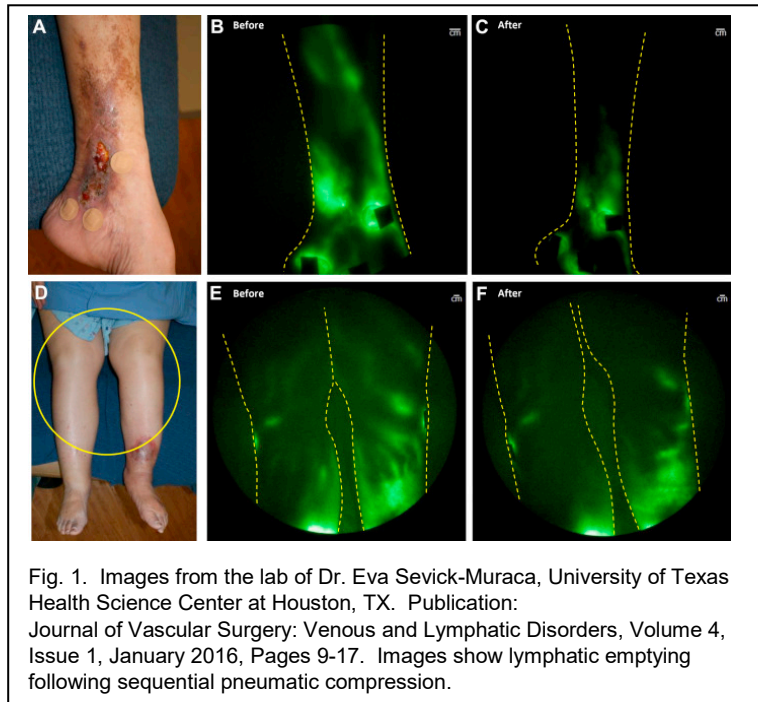 A
B Before
cm
C After
cm
D
E Before
cm
F After
cm
Fig. 1. Images from the lab of Dr. Eva Sevick-Muraca, University of Texas
Health Science Center at Houston, TX. Publication:
Journal of Vascular Surgery: Venous and Lymphatic Disorders, Volume 4,
Issue 1, January 2016, Pages 9-17. Images show lymphatic emptying
following sequential pneumatic compression.